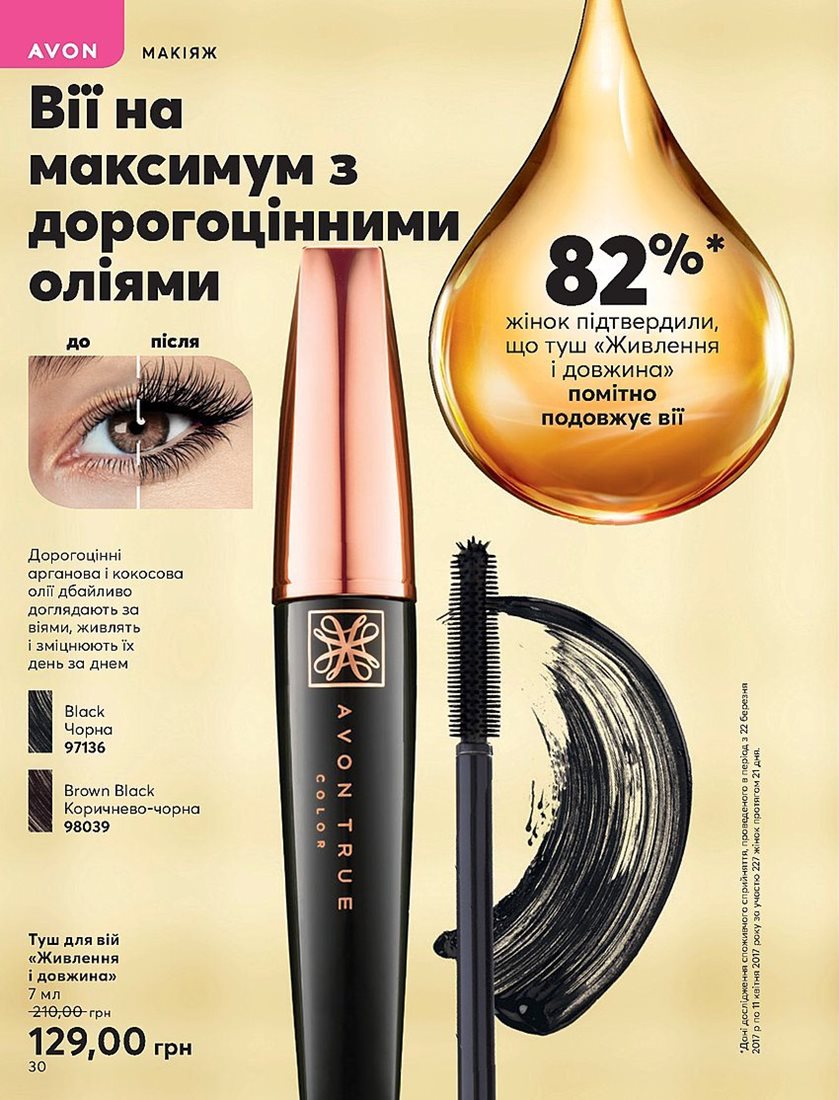 AVON
МАКІЯЖ
Вії на
максимум з
дорогоцінними
оліями
до
після
82%*
жінок підтвердили,
що туш «Живлення
і довжина»
помітно
подовжує вії
Дорогоцінні
арганова і кокосова
олії дбайливо
доглядають за
віями, живлять
і зміцнюють їх
день за днем
Black
Чорна
97136
Brown Black
Коричнево-чорна
98039
AVON TRUE
COLOR
Туш для вій
«Живлення
і довжина»
7 мл
210,00 грн
129,00 грн
30
*Дані дослідження споживчого сприйняття, проведеного в період з 22 березня
2017 р по 11 квітня 2017 року за участю 227 жінок протягом 21 дня.